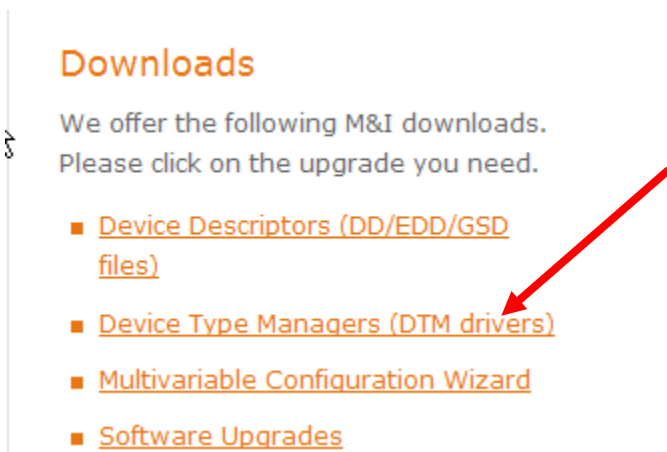 Downloads
We offer the following M&I downloads.
Please click on the upgrade you need.
Device Descriptors (DD/EDD/GSD
files)
Device Type Managers (DTM drivers)
Multivariable Configuration Wizard
Software Upgrades